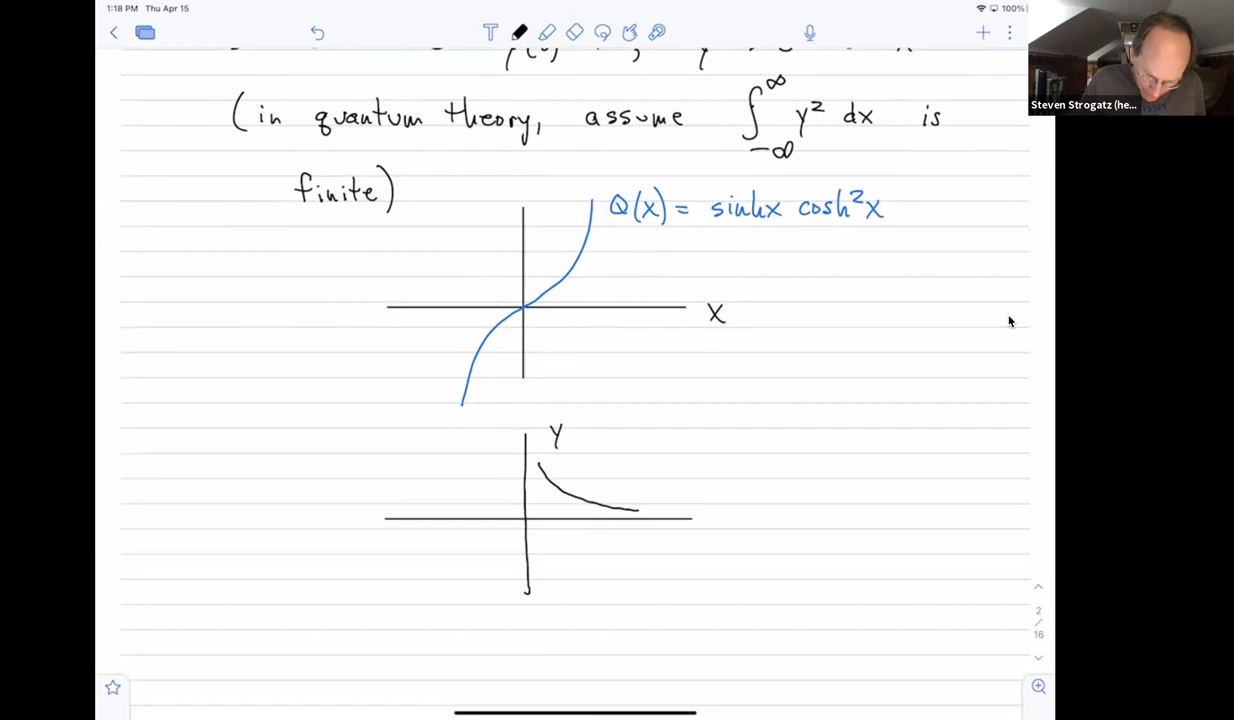 1:18 PM Thu Apr 15
100%
T
Steven Strogatz (he...
(in quantum theory, assume ∫_{-∞}^{∞} y² dx is
finite)
Q(x) = sinhx cosh²x
X
Y
2
/
16